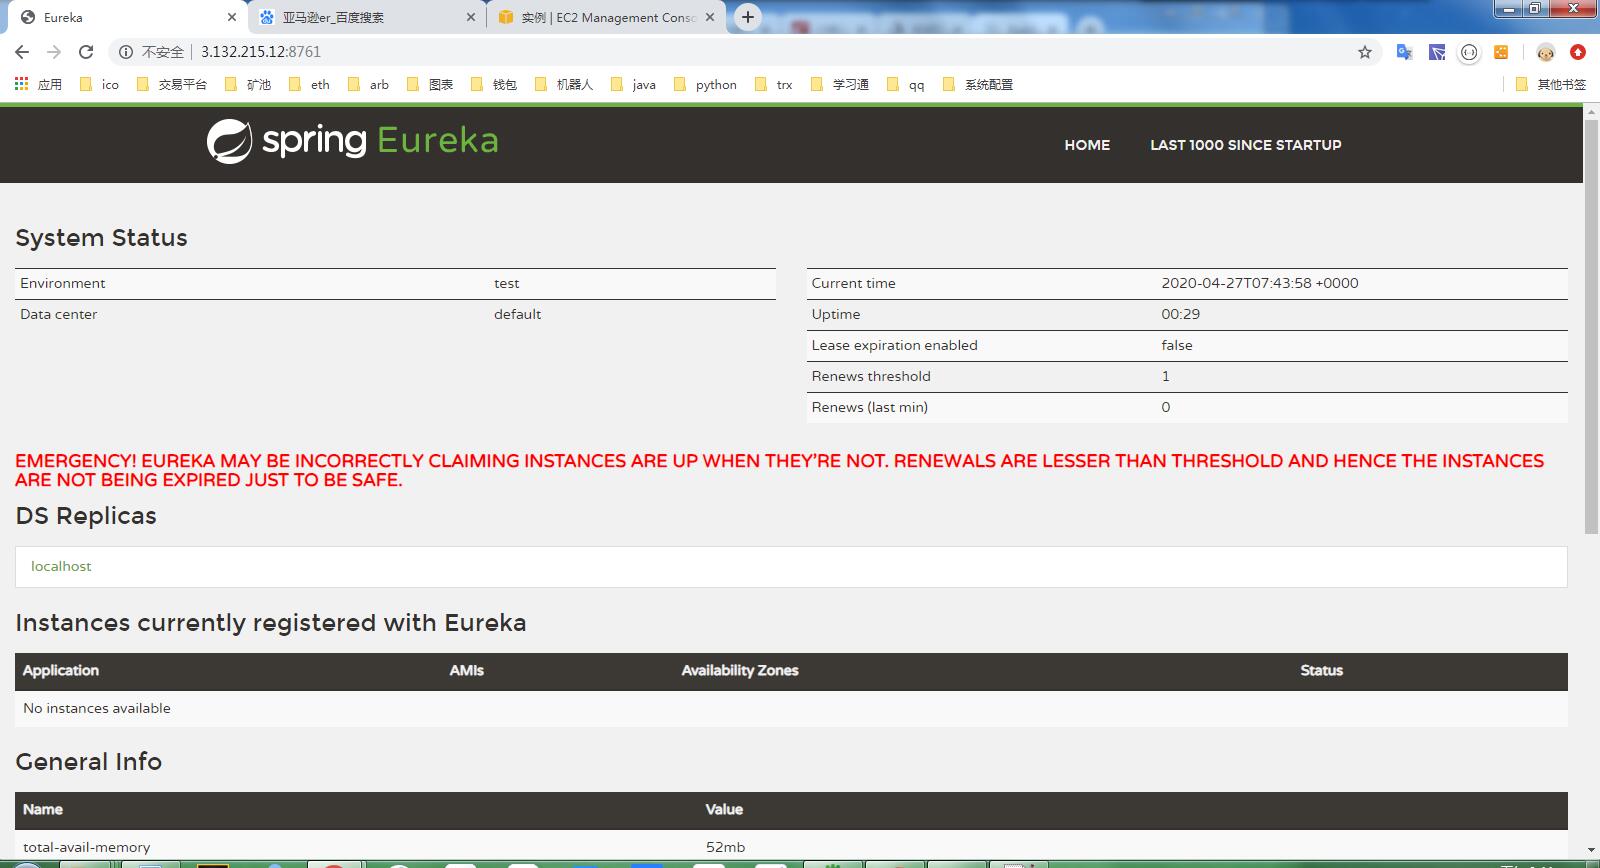 Eureka
亚马逊er_百度搜索
实例 | EC2 Management Conso
不安全
3.132.215.12:8761
应用
ico
交易平台
矿池
eth
arb
图表
钱包
机器人
java
python
trx
学习通
qq
系统配置
其他书签
spring Eureka
HOME
LAST 1000 SINCE STARTUP
System Status
Environment test
Data center default
Current time 2020-04-27T07:43:58 +0000
Uptime 00:29
Lease expiration enabled false
Renews threshold 1
Renews (last min) 0
EMERGENCY! EUREKA MAY BE INCORRECTLY CLAIMING INSTANCES ARE UP WHEN THEY'RE NOT. RENEWALS ARE LESSER THAN THRESHOLD AND HENCE THE INSTANCES
ARE NOT BEING EXPIRED JUST TO BE SAFE.
DS Replicas
localhost
Instances currently registered with Eureka
Application AMIs Availability Zones Status
No instances available
General Info
Name Value
total-avail-memory 52mb